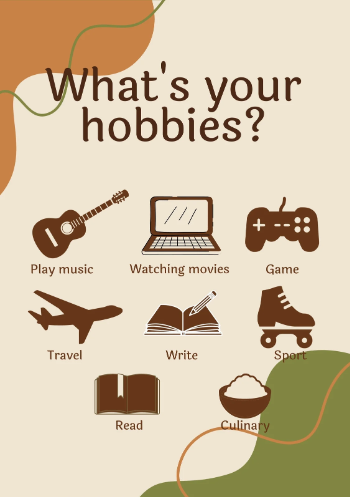 What's your
hobbies?
Play music
Watching movies
Game
Travel
Write
Sport
Read
Culinary